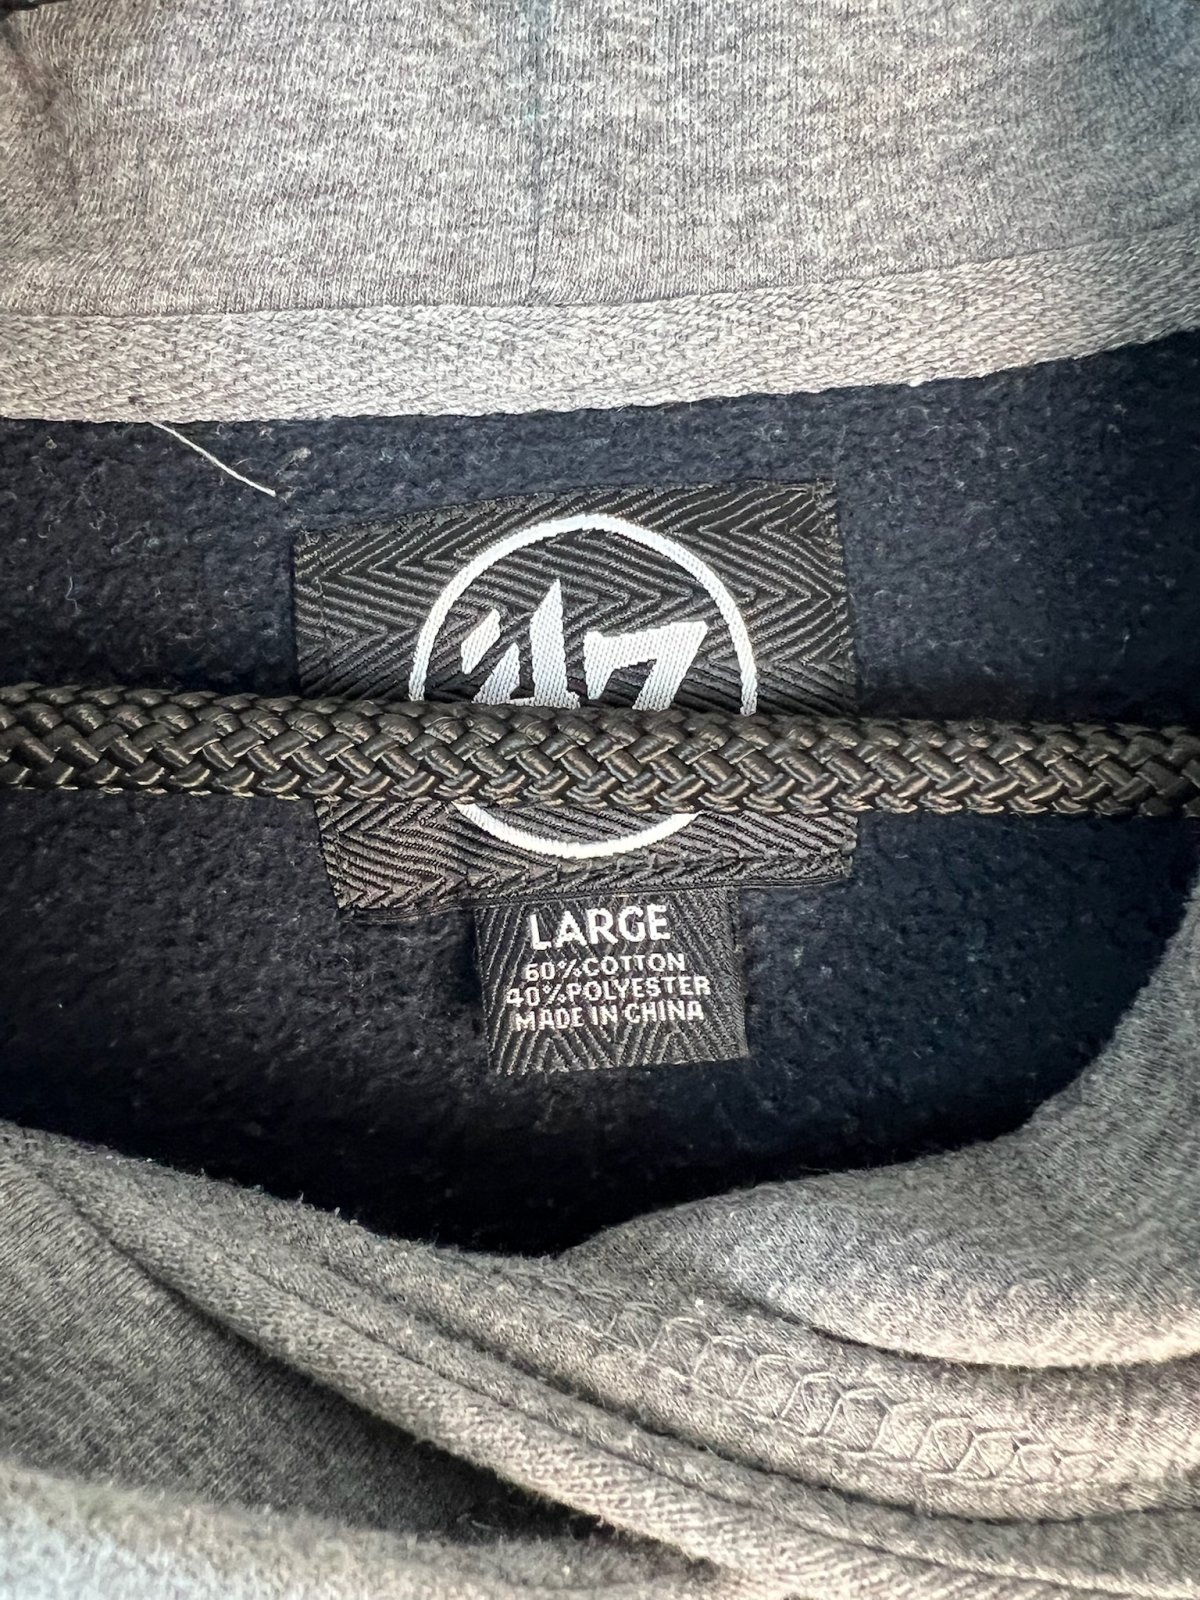 '47
LARGE
60%COTTON
40%POLYESTER
MADE IN CHINA